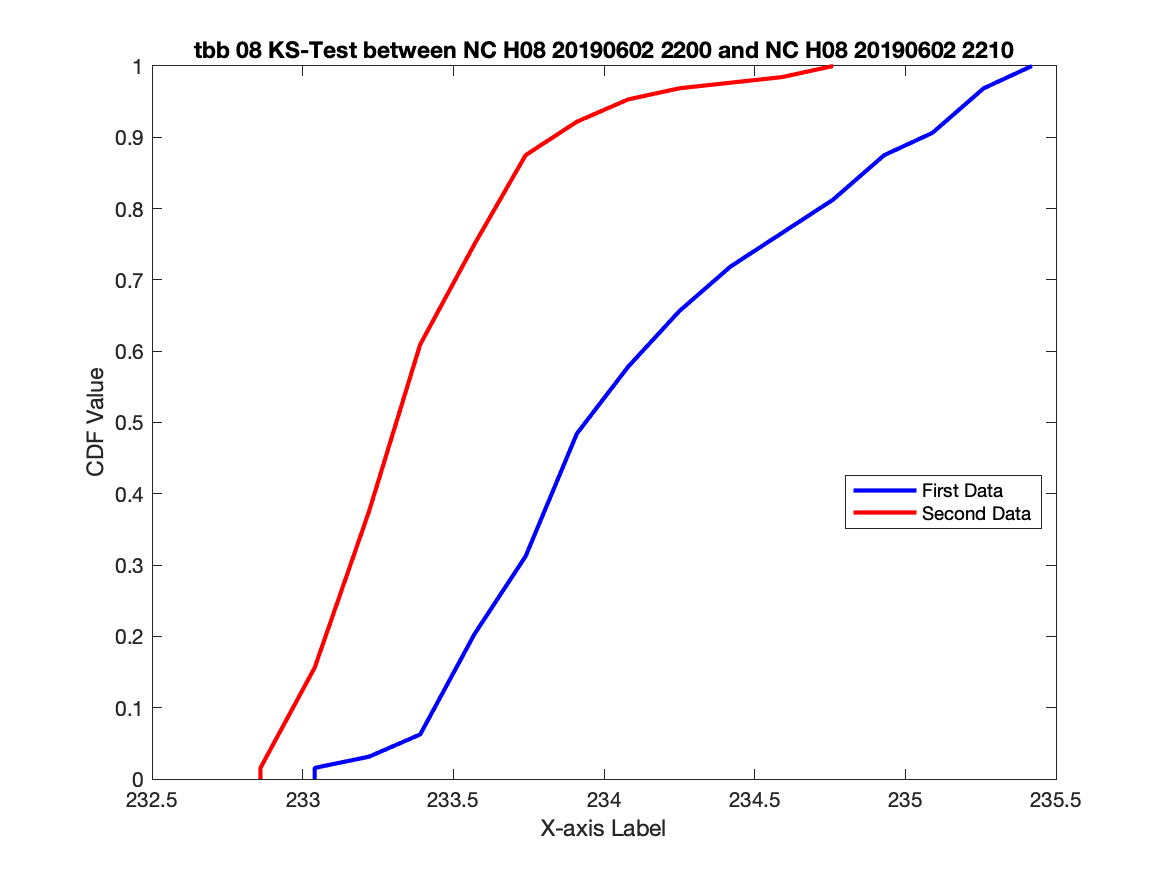 tbb 08 KS-Test between NC H08 20190602 2200 and NC H08 20190602 2210
1
0.9
0.8
0.7
0.6
0.5
0.4
0.3
0.2
0.1
0
CDF Value
First Data
Second Data
232.5 233 233.5 234 234.5 235 235.5
X-axis Label